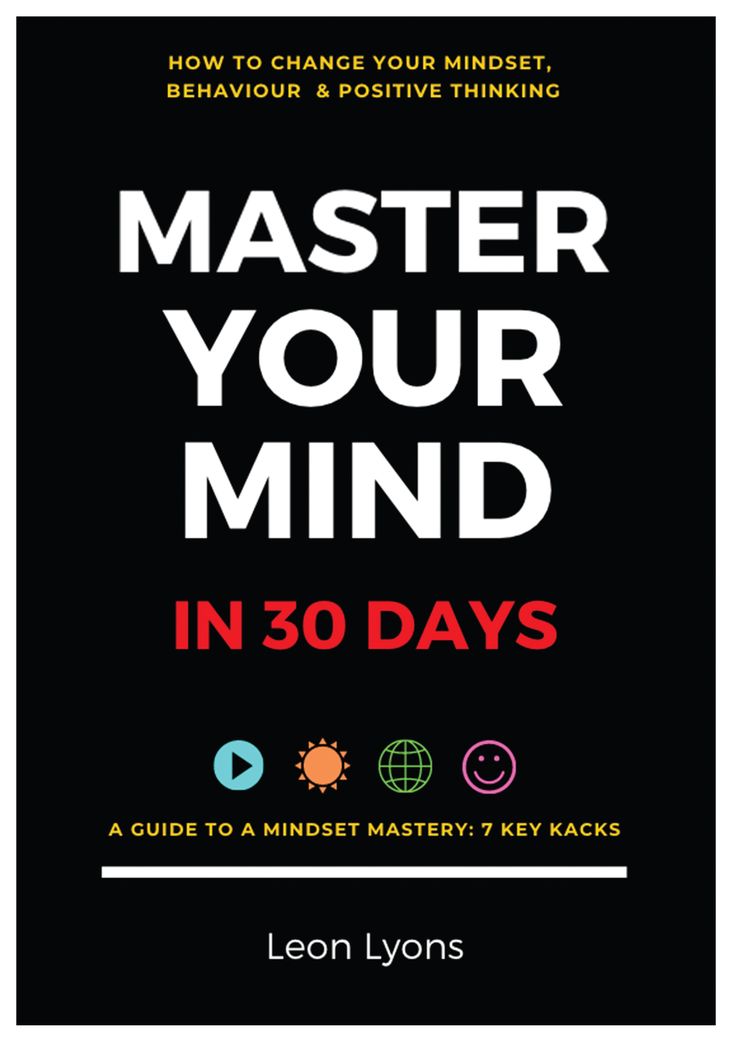 HOW TO CHANGE YOUR MINDSET,
BEHAVIOUR & POSITIVE THINKING
MASTER
YOUR
MIND
IN 30 DAYS
A GUIDE TO A MINDSET MASTERY: 7 KEY KACKS
Leon Lyons